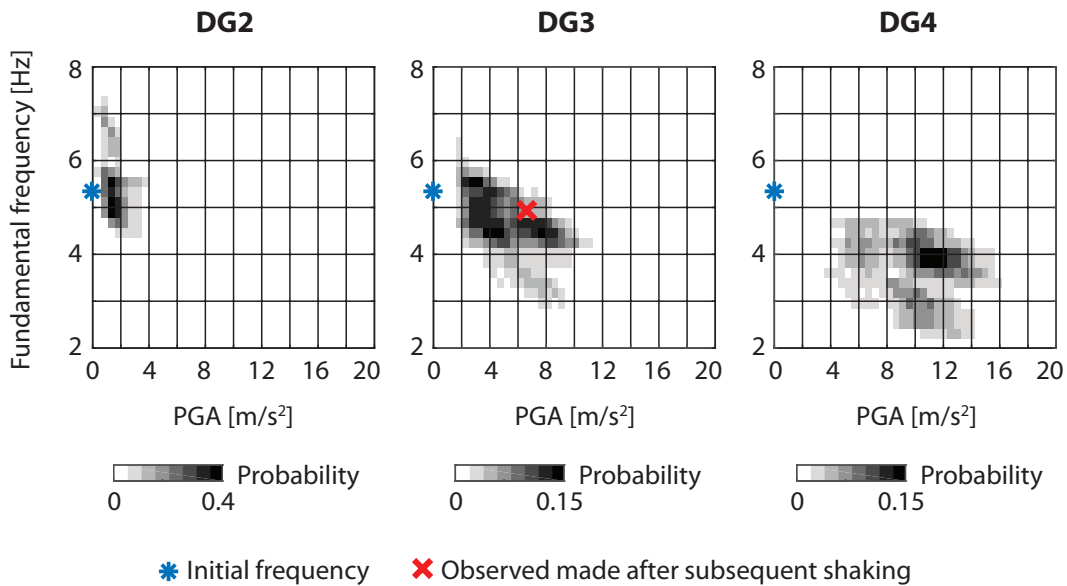 DG2 DG3 DG4
Fundamental frequency [Hz]
8 8 8
6 6 6
4 4 4
2 2 2
0 4 8 12 16 20 0 4 8 12 16 20 0 4 8 12 16 20
PGA [m/s²] PGA [m/s²] PGA [m/s²]
Probability Probability Probability
0 0.4 0 0.15 0 0.15
Initial frequency Observed made after subsequent shaking